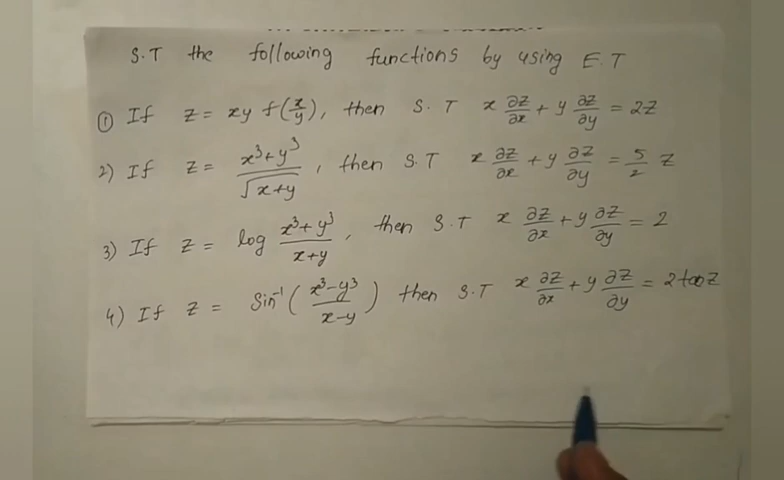 S.T the following functions by using E.T
① If z = xy f(x/y), then S.T x ∂z/∂x + y ∂z/∂y = 2z
2) If z = x³+y³/√x+y, then S.T x ∂z/∂x + y ∂z/∂y = 5/2 z
3) If z = log x³+y³/x+y, then S.T x ∂z/∂x + y ∂z/∂y = 2
4) If z = Sin⁻¹(x³-y³/x-y) then S.T x ∂z/∂x + y ∂z/∂y = 2 tan z